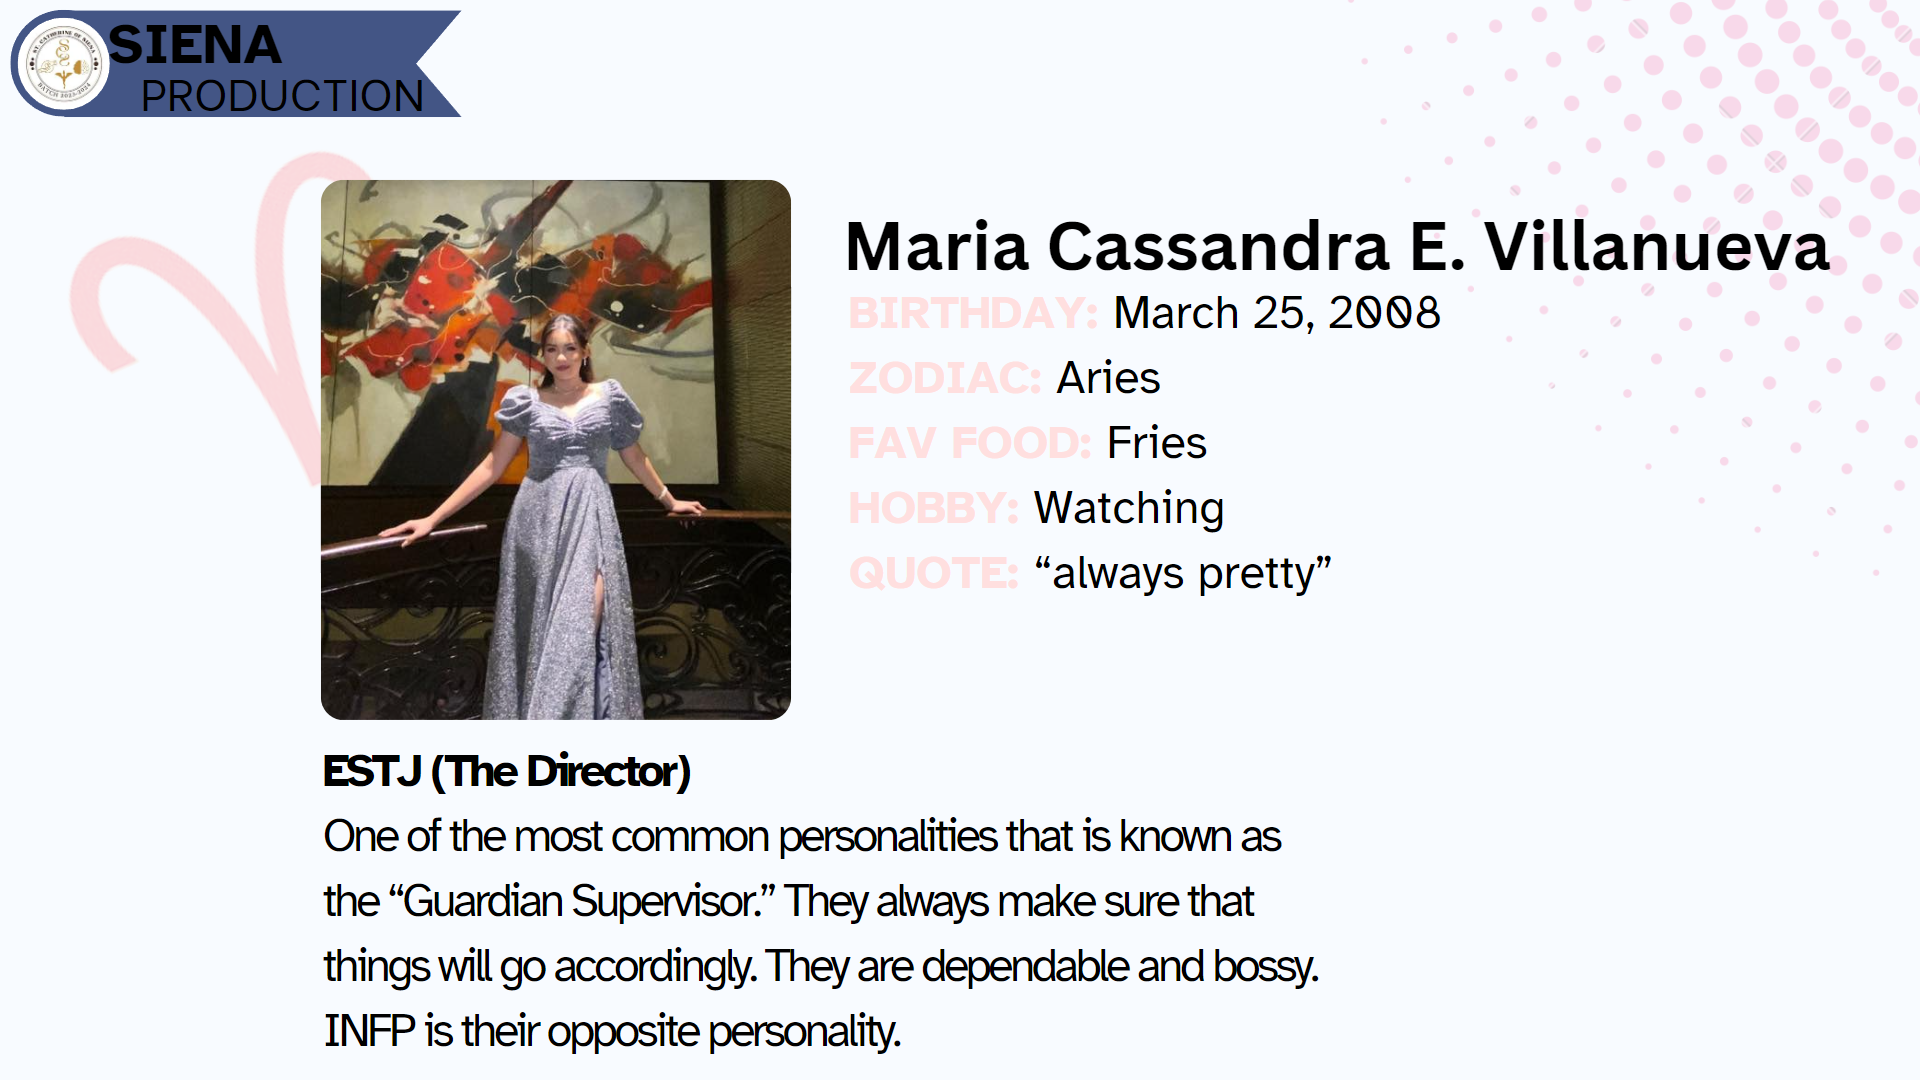 ST. CATHERINE OF SIENA
BATCH 2023-2024
SIENA
PRODUCTION
Maria Cassandra E. Villanueva
BIRTHDAY: March 25, 2008
ZODIAC: Aries
FAV FOOD: Fries
HOBBY: Watching
QUOTE: “always pretty”
ESTJ (The Director)
One of the most common personalities that is known as
the “Guardian Supervisor.” They always make sure that
things will go accordingly. They are dependable and bossy.
INFP is their opposite personality.